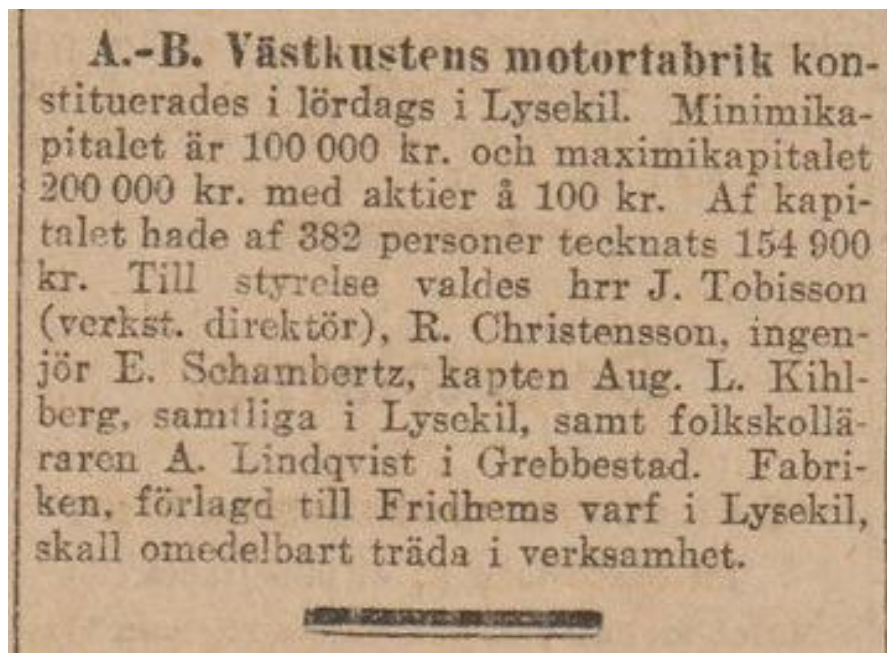 A.-B. Västkustens motorfabrik kon-
stituerades i lördags i Lysekil. Minimika-
pitalet är 100 000 kr. och maximikapitalet
200 000 kr. med aktier å 100 kr. Af kapi-
talet hade af 382 personer tecknats 154 900
kr. Till styrelse valdes hrr J. Tobisson
(verkst. direktör), R. Christensson, ingen-
jör E. Schambertz, kapten Aug. L. Kihl-
berg, samtliga i Lysekil, samt folkskollä-
raren A. Lindqvist i Grebbestad. Fabri-
ken, förlagd till Fridhems varf i Lysekil,
skall omedelbart träda i verksamhet.